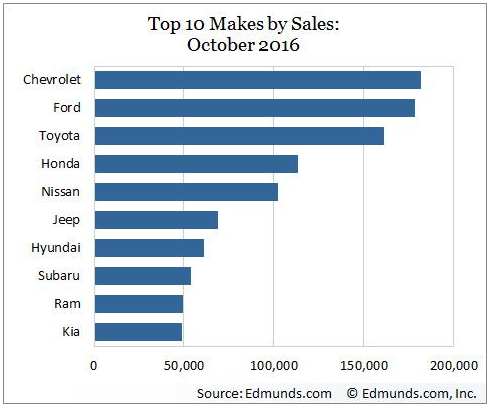 Top 10 Makes by Sales:
October 2016
Chevrolet
Ford
Toyota
Honda
Nissan
Jeep
Hyundai
Subaru
Ram
Kia
0 50,000 100,000 150,000 200,000
Source: Edmunds.com © Edmunds.com, Inc.